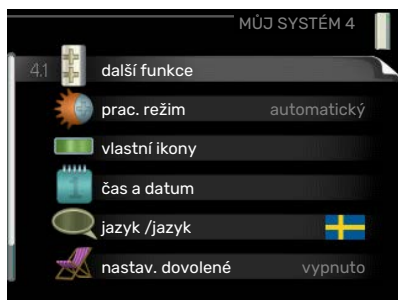 MŮJ SYSTÉM 4
4.1 další funkce
prac. režim automatický
vlastní ikony
čas a datum
jazyk /jazyk
nastav. dovolené vypnuto